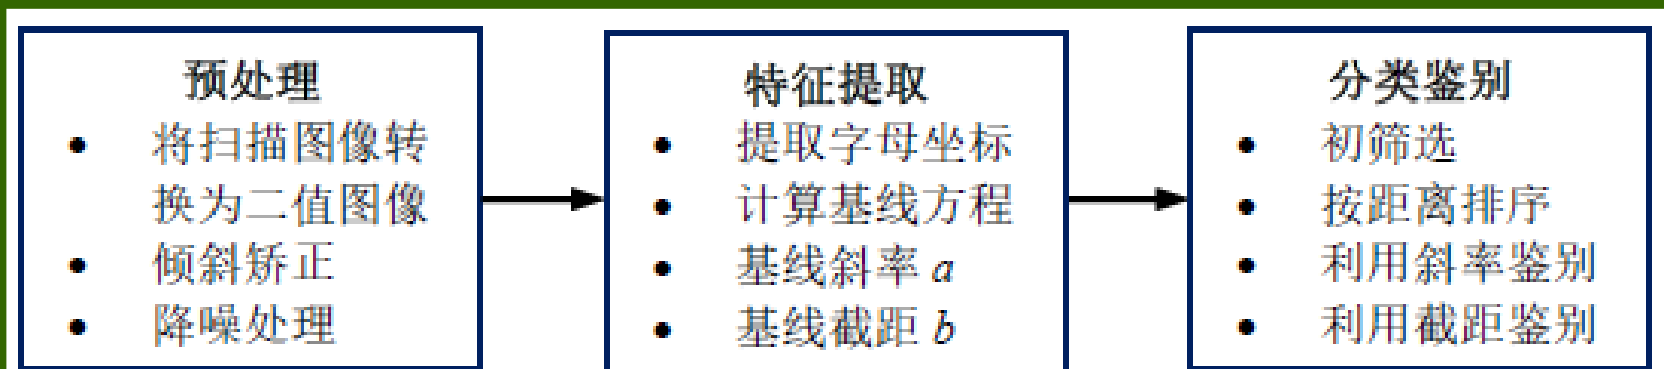 预处理
• 将扫描图像转
换为二值图像
• 倾斜矫正
• 降噪处理
特征提取
• 提取字母坐标
• 计算基线方程
• 基线斜率 a
• 基线截距 b
分类鉴别
• 初筛选
• 按距离排序
• 利用斜率鉴别
• 利用截距鉴别